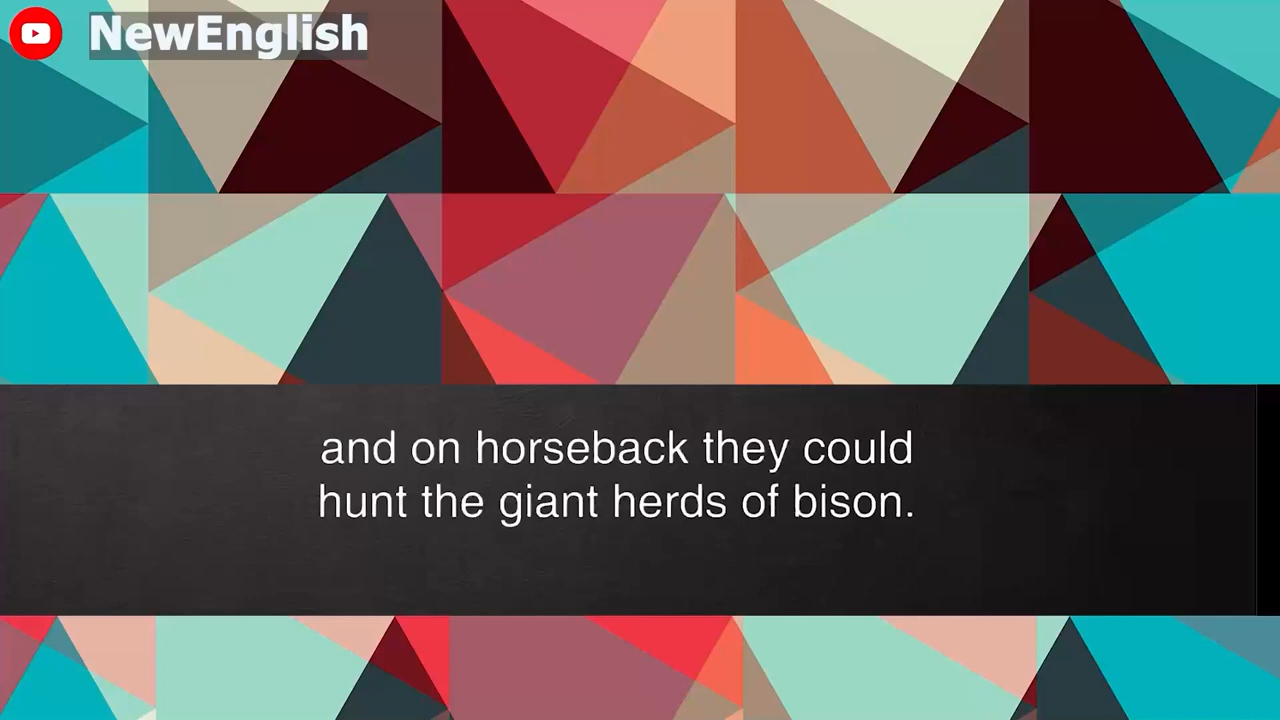 NewEnglish
and on horseback they could
hunt the giant herds of bison.